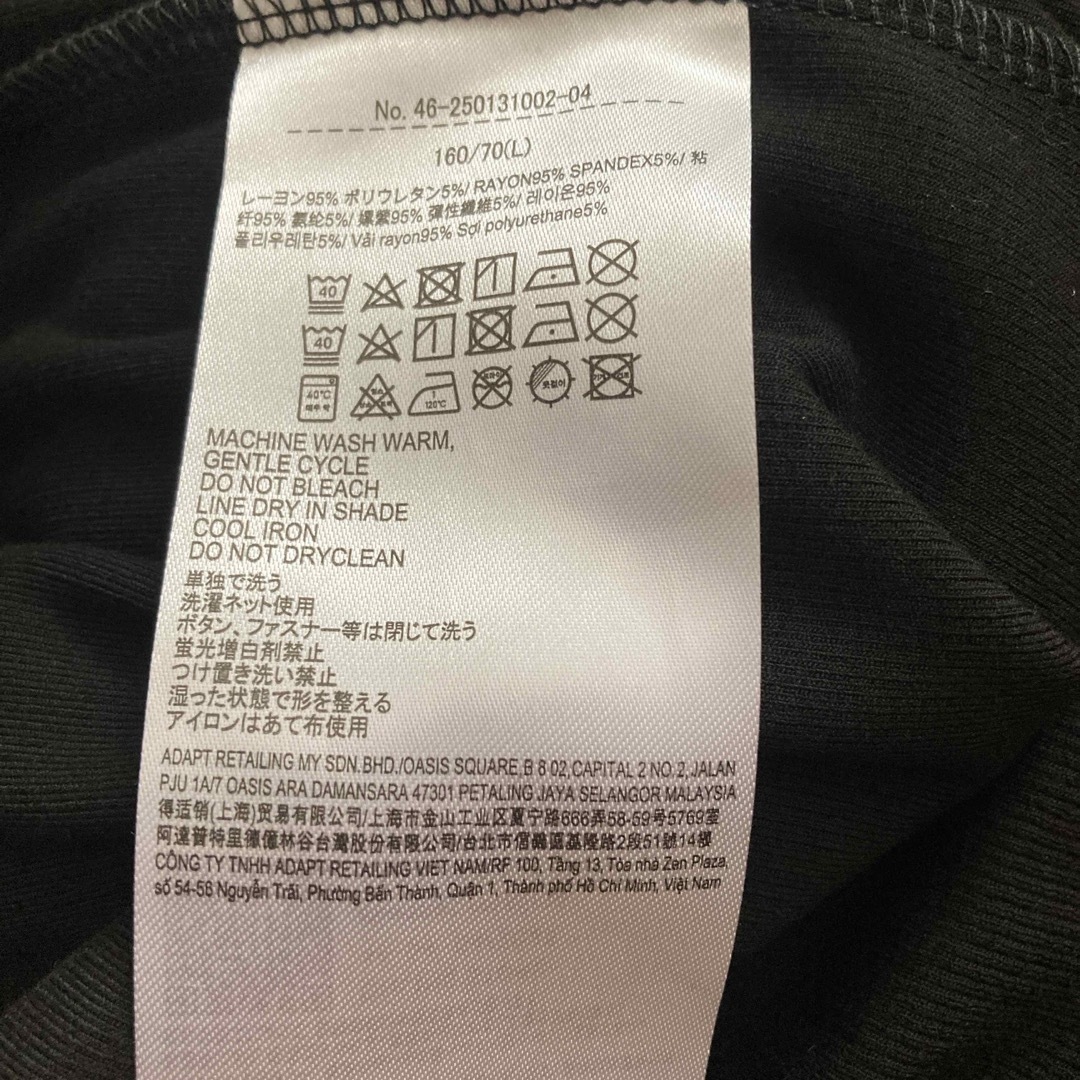 No. 46-250131002-04
160/70(L)
レーヨン95% ポリウレタン5%/ RAYON95% SPANDEX5%/ 粘
纤95% 氨纶5%/ 嫘縈95% 彈性纖維5%/ 레이온95%
폴리우레탄5%/ Vải rayon95% Sợi polyurethane5%
40
40
40℃ 120℃
MACHINE WASH WARM,
GENTLE CYCLE
DO NOT BLEACH
LINE DRY IN SHADE
COOL IRON
DO NOT DRYCLEAN
単独で洗う
洗濯ネット使用
ボタン、ファスナー等は閉じて洗う
蛍光増白剤禁止
つけ置き洗い禁止
湿った状態で形を整える
アイロンはあて布使用
ADAPT RETAILING MY SDN.BHD./OASIS SQUARE,B 8 02,CAPITAL 2 NO 2, JALAN
PJU 1A/7 OASIS ARA DAMANSARA 47301 PETALING JAYA SELANGOR MALAYSIA
得适销(上海)贸易有限公司/上海市金山工业区夏宁路666弄58-59号5769室
阿達普特里德億林谷台灣股份有限公司/台北市信義區基隆路2段51號14樓
CÔNG TY TNHH ADAPT RETAILING VIET NAM/RF 100, Tầng 13, Tòa nhà Zen Plaza,
số 54-56 Nguyễn Trãi, Phường Bến Thành, Quận 1, Thành phố Hồ Chí Minh, Việt Nam